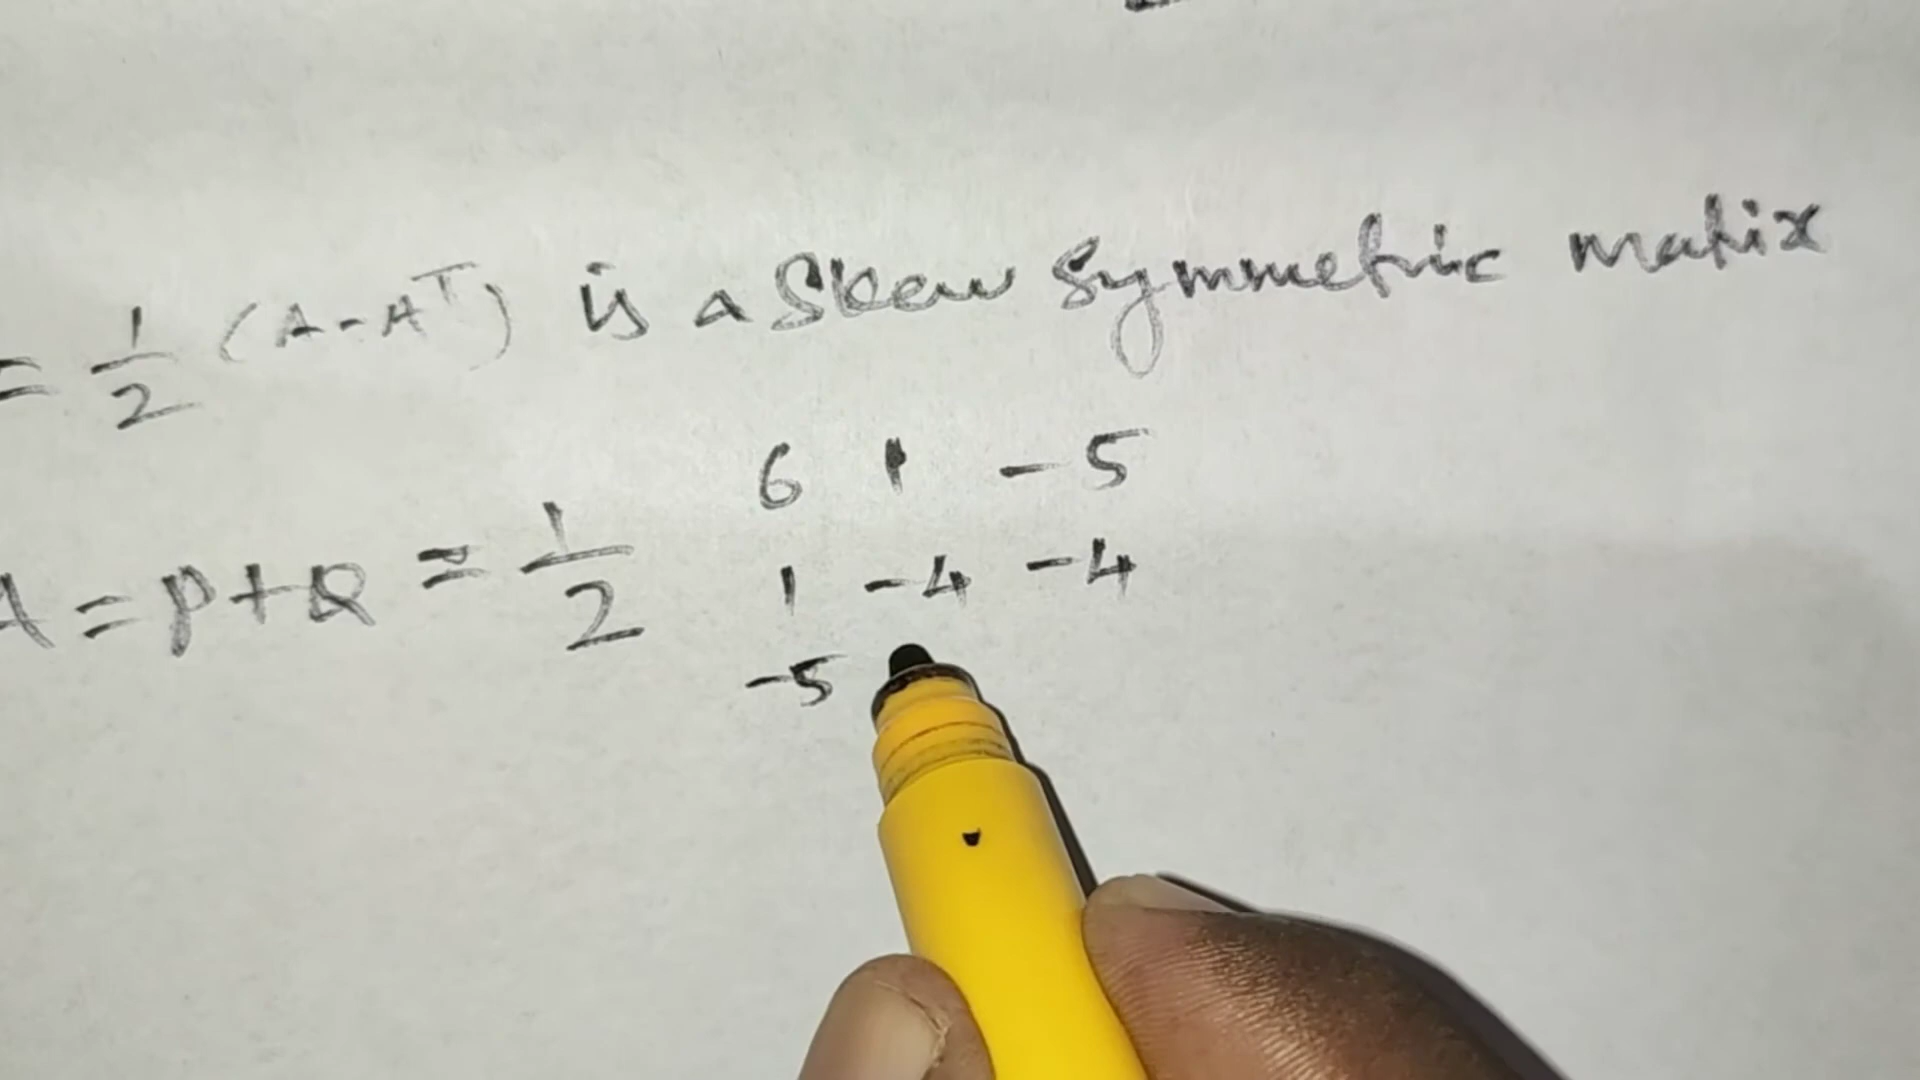 = 1/2 (A-Aᵀ) is a Skew Symmetric matix
6 1 -5
A = P+Q = 1/2 1 -4 -4
-5